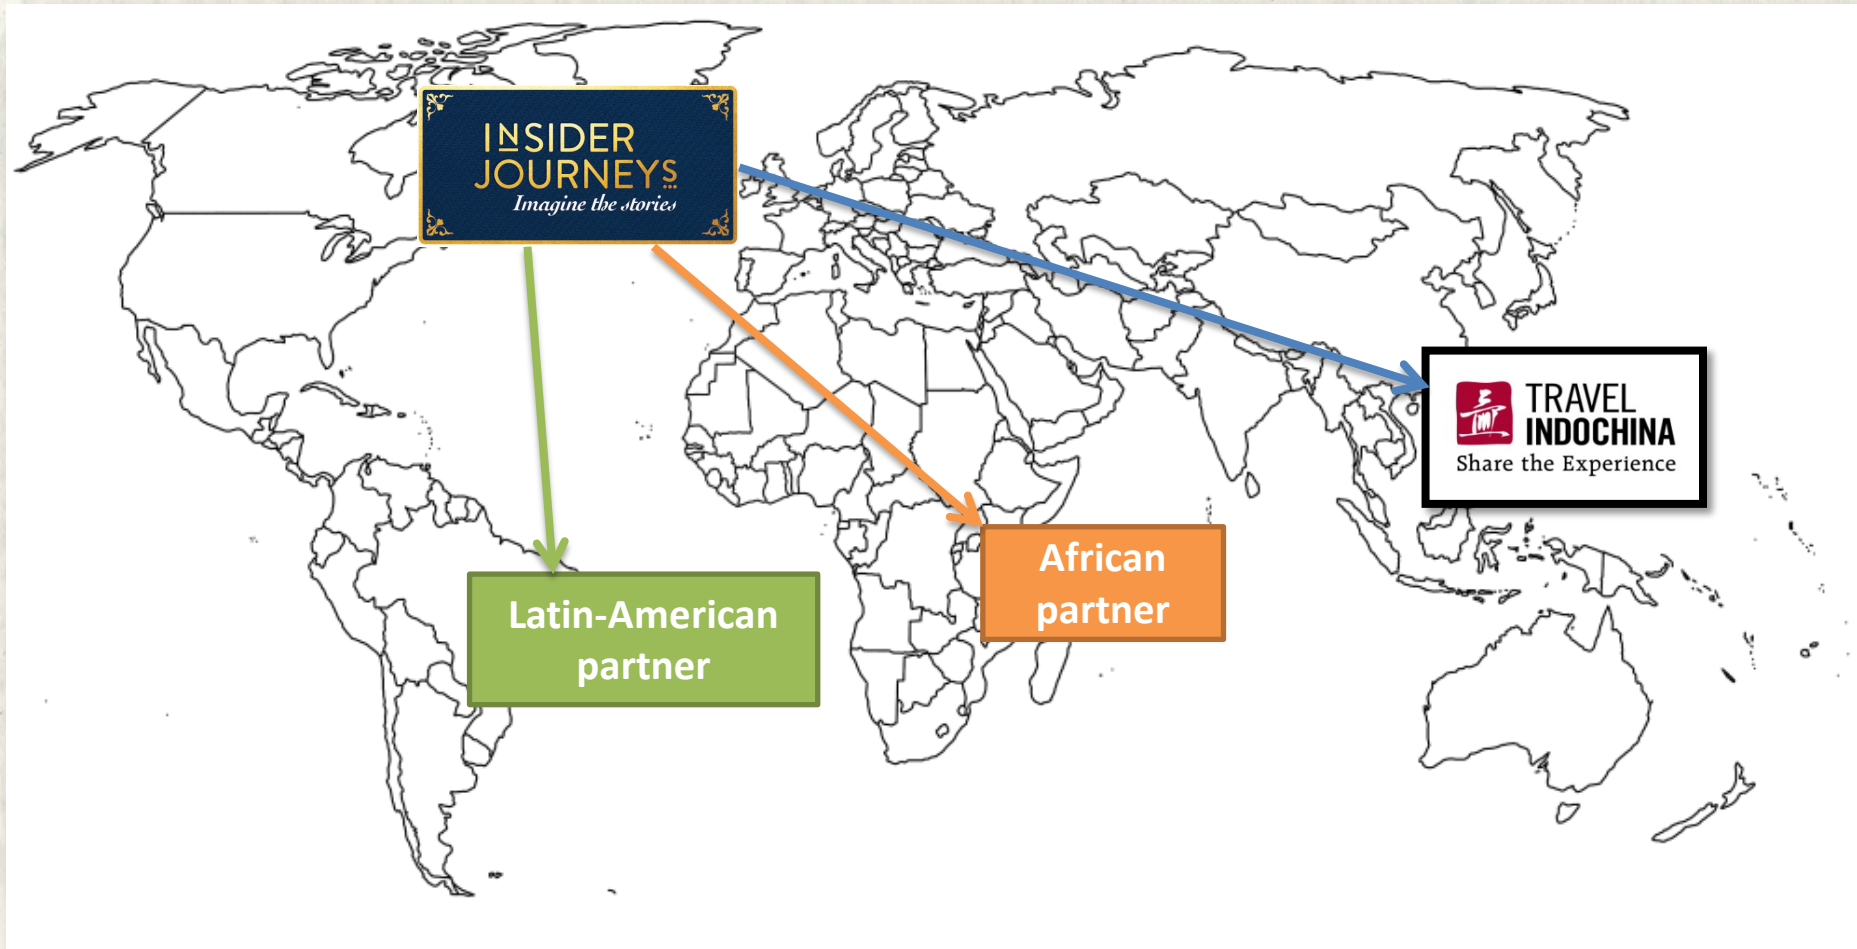 INSIDER
JOURNEYS
Imagine the stories
TRAVEL
INDOCHINA
Share the Experience
African
partner
Latin-American
partner